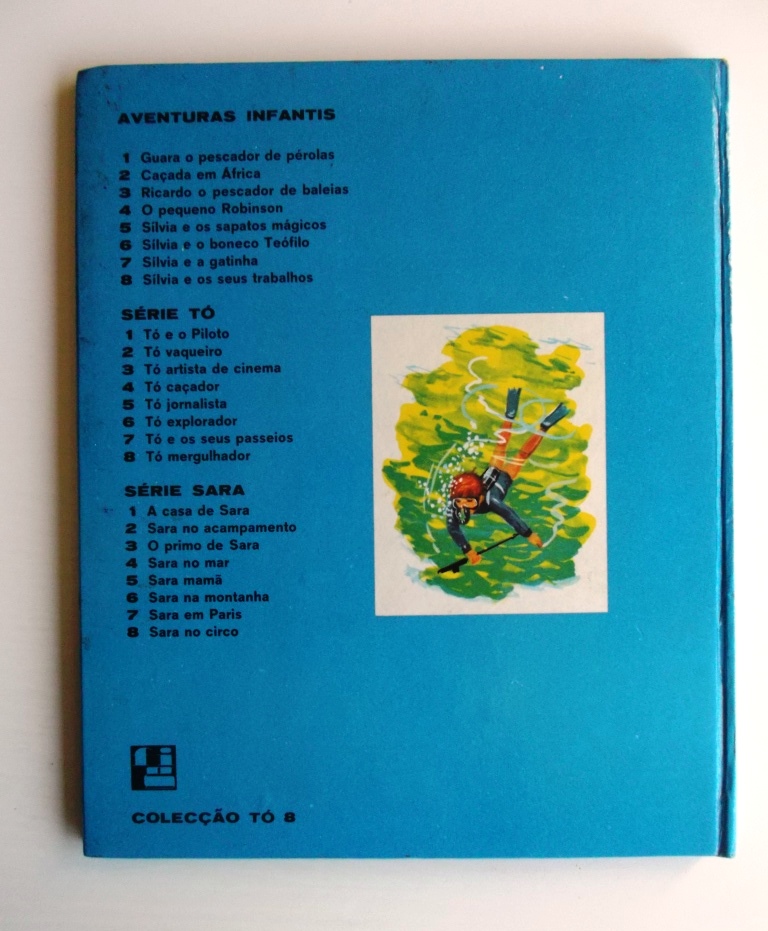 AVENTURAS INFANTIS
1 Guara o pescador de pérolas
2 Caçada em África
3 Ricardo o pescador de baleias
4 O pequeno Robinson
5 Sílvia e os sapatos mágicos
6 Sílvia e o boneco Teófilo
7 Sílvia e a gatinha
8 Sílvia e os seus trabalhos
SÉRIE TÓ
1 Tó e o Piloto
2 Tó vaqueiro
3 Tó artista de cinema
4 Tó caçador
5 Tó jornalista
6 Tó explorador
7 Tó e os seus passeios
8 Tó mergulhador
SÉRIE SARA
1 A casa de Sara
2 Sara no acampamento
3 O primo de Sara
4 Sara no mar
5 Sara mamã
6 Sara na montanha
7 Sara em Paris
8 Sara no circo
COLECÇÃO TÓ 8